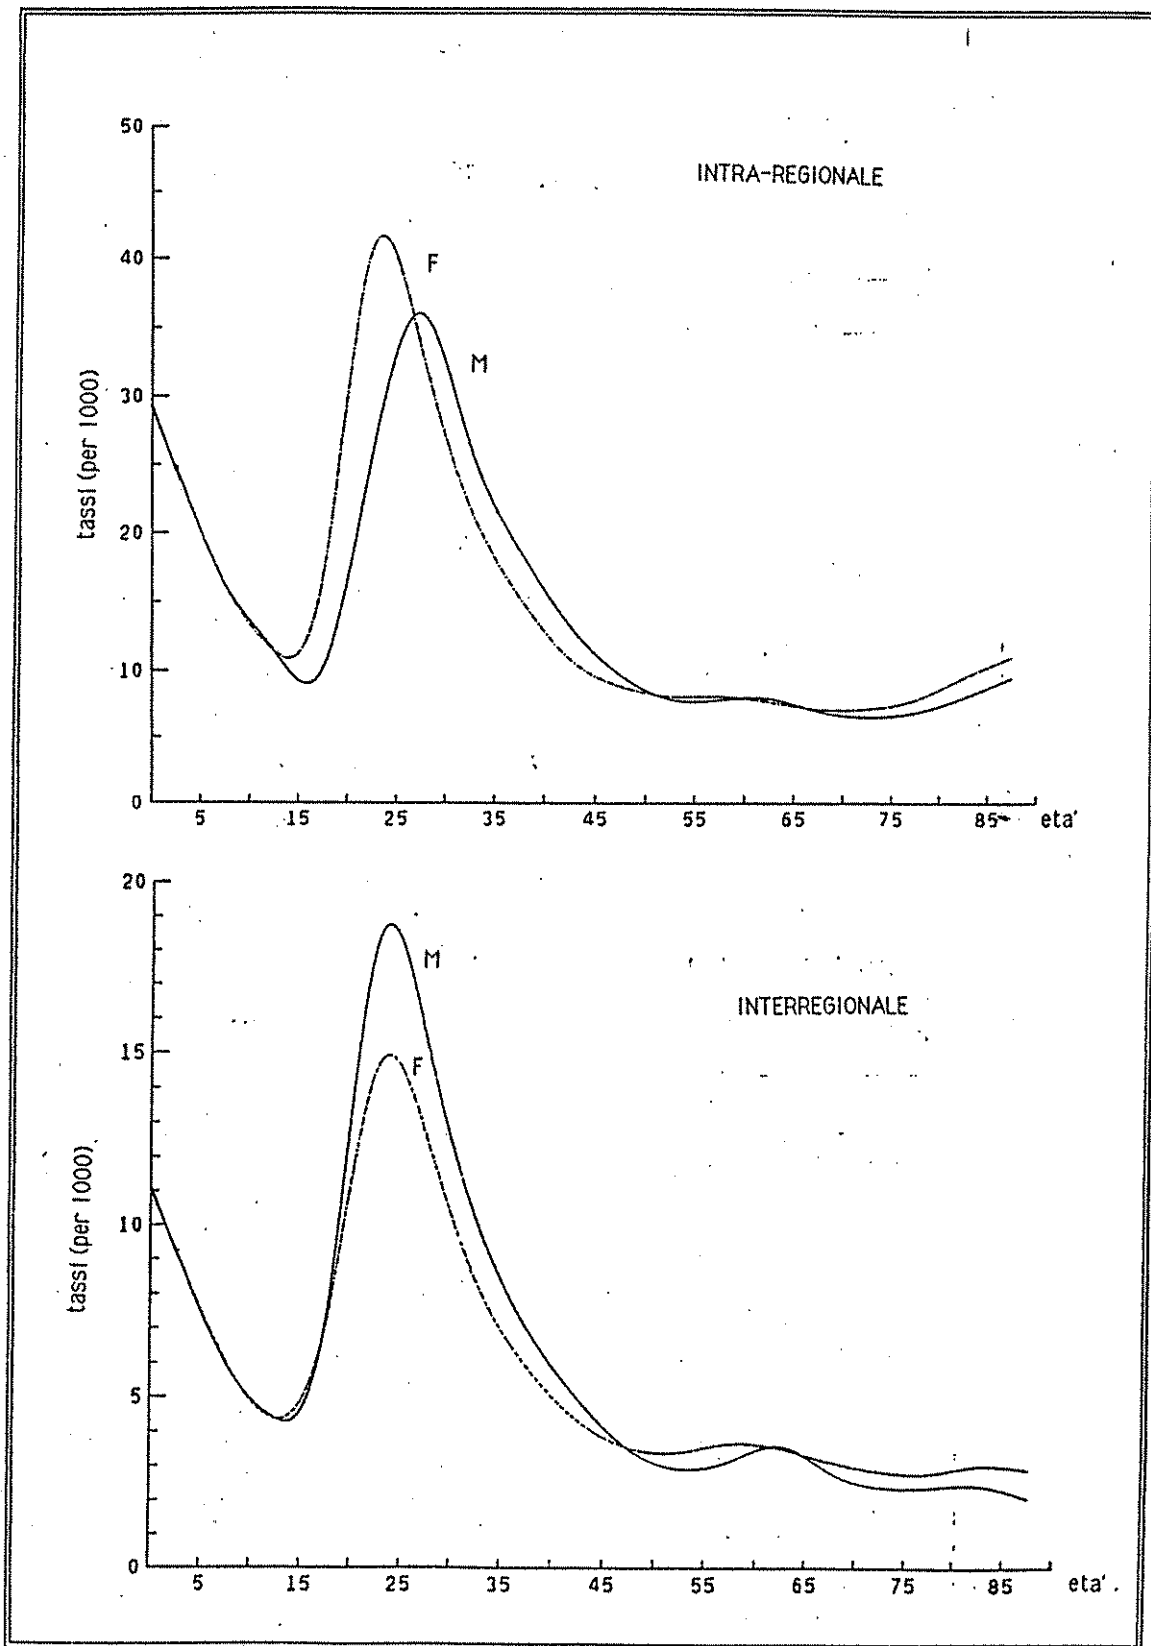 50
INTRA-REGIONALE
40
F
M
30
tassi (per 1000)
20
10
0
5 15 25 35 45 55 65 75 85 eta'
20
M
INTERREGIONALE
15
F
tassi (per 1000)
10
5
0
5 15 25 35 45 55 65 75 85 eta'